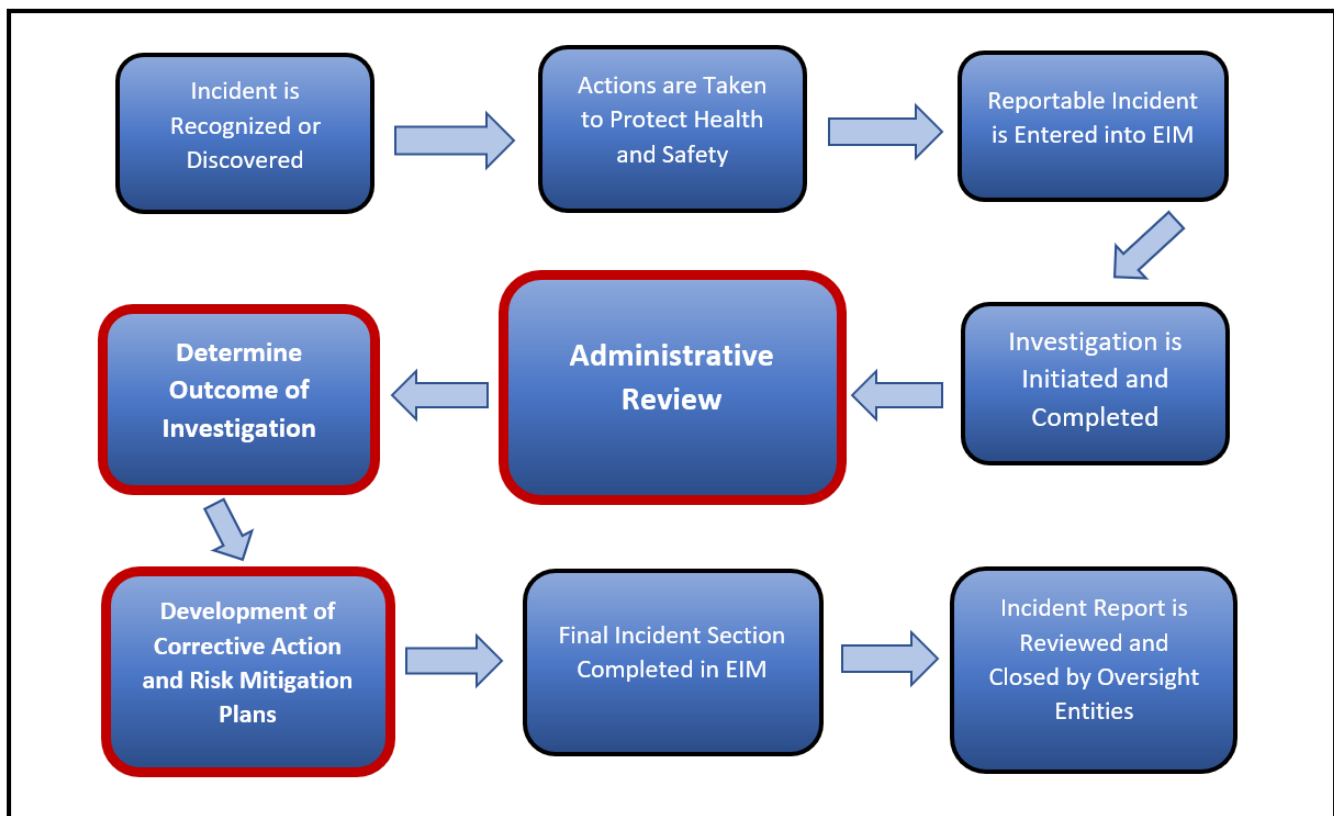 Incident is
Recognized or
Discovered
Actions are Taken
to Protect Health
and Safety
Reportable Incident
is Entered into EIM
Investigation is
Initiated and
Completed
Administrative
Review
Determine
Outcome of
Investigation
Development of
Corrective Action
and Risk Mitigation
Plans
Final Incident Section
Completed in EIM
Incident Report is
Reviewed and
Closed by Oversight
Entities